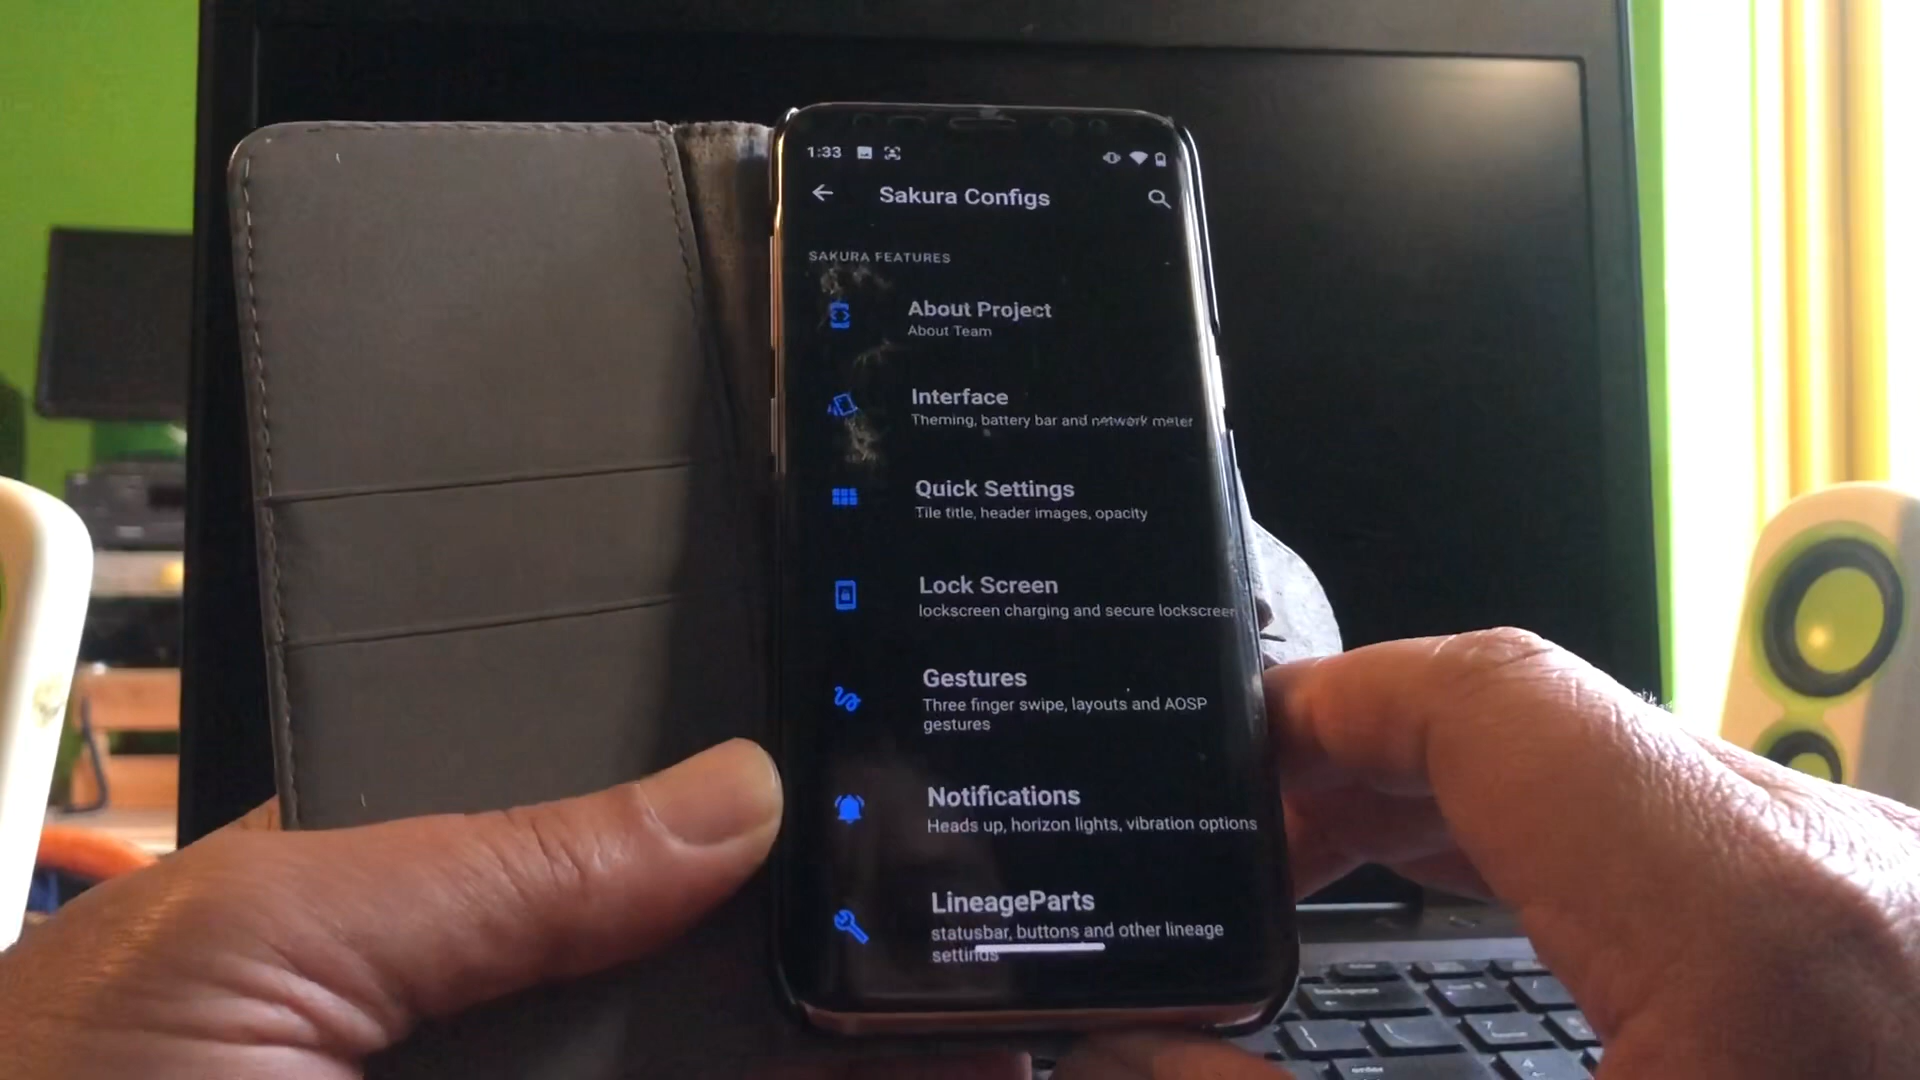 1:33
Sakura Configs
SAKURA FEATURES
About Project
About Team
Interface
Theming, battery bar and network meter
Quick Settings
Tile title, header images, opacity
Lock Screen
lockscreen charging and secure lockscreen
Gestures
Three finger swipe, layouts and AOSP
gestures
Notifications
Heads up, horizon lights, vibration options
LineageParts
statusbar, buttons and other lineage
settings